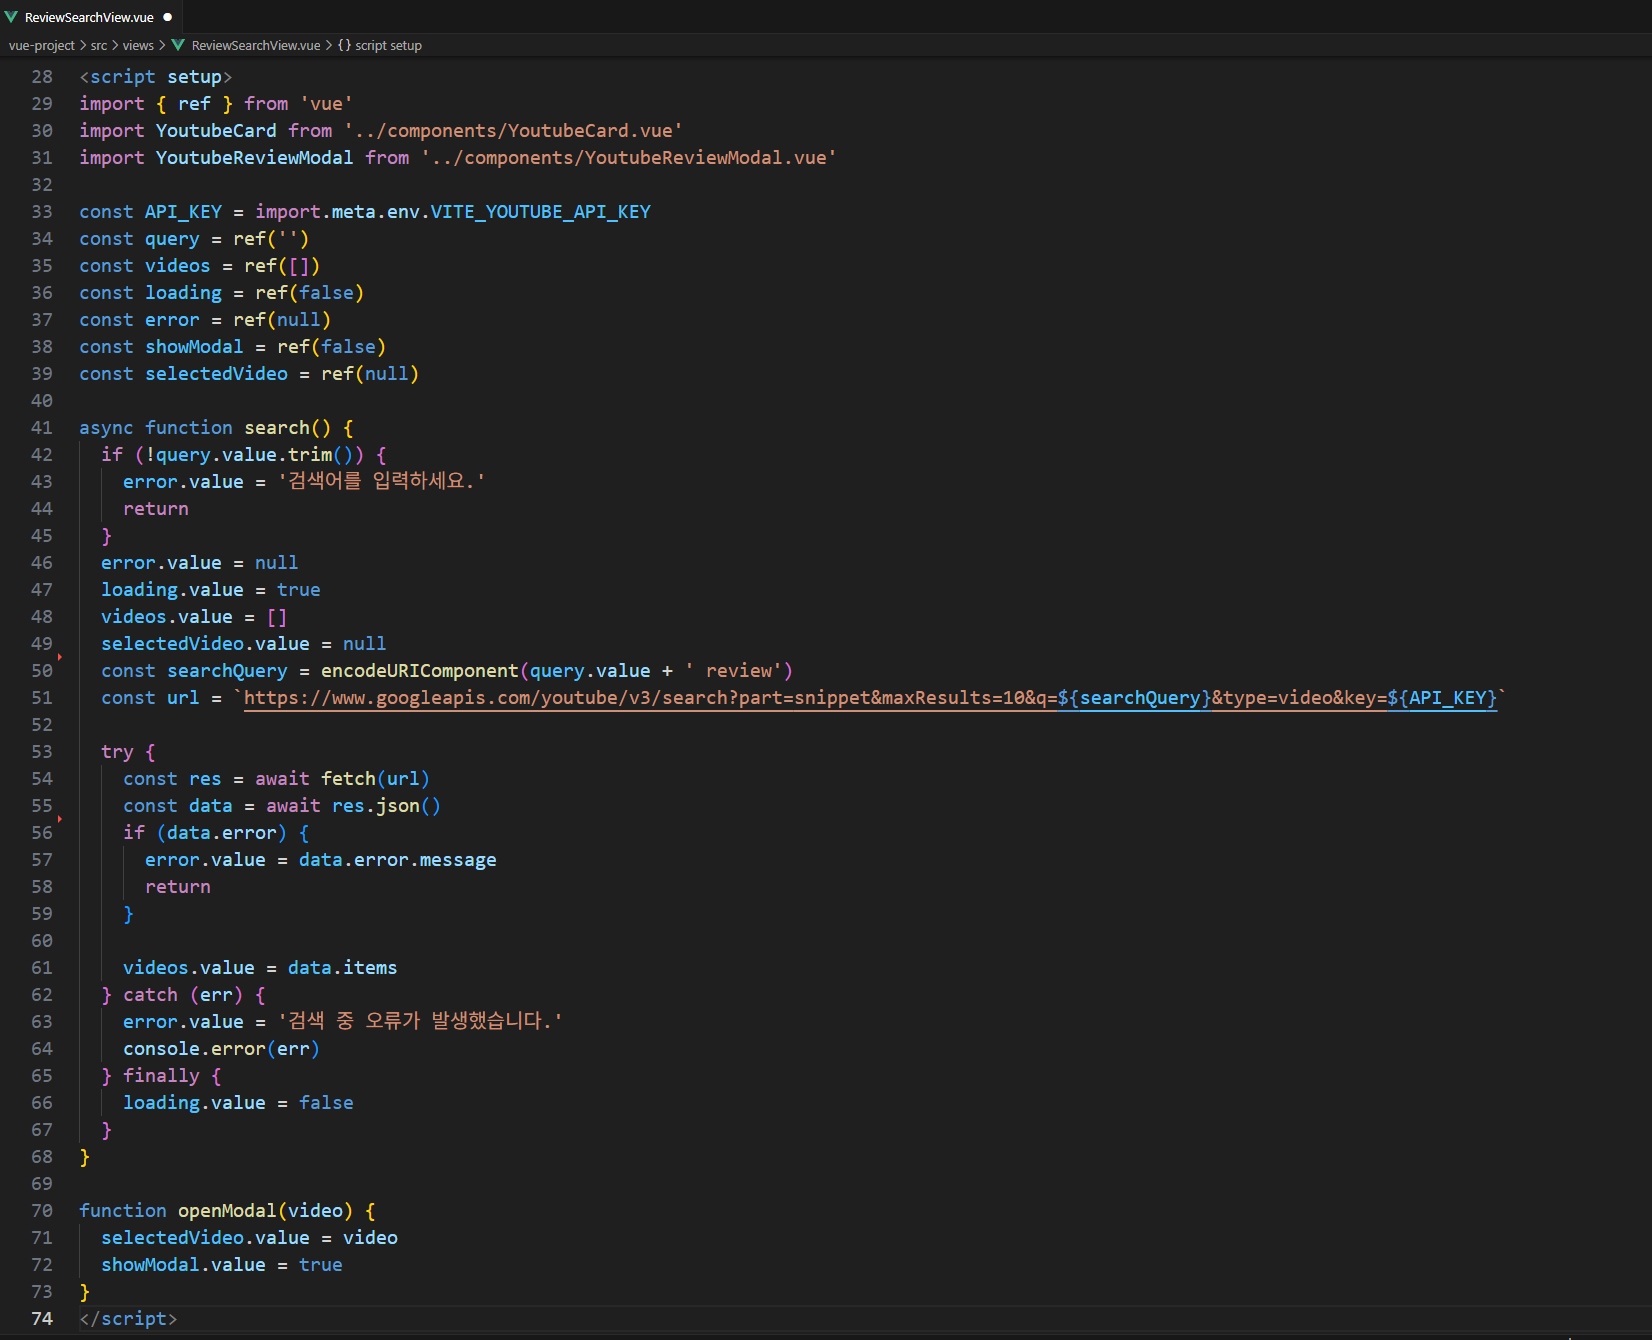 ReviewSearchView.vue
vue-project > src > views > ReviewSearchView.vue > {} script setup
28 <script setup>
29 import { ref } from 'vue'
30 import YoutubeCard from '../components/YoutubeCard.vue'
31 import YoutubeReviewModal from '../components/YoutubeReviewModal.vue'
32
33 const API_KEY = import.meta.env.VITE_YOUTUBE_API_KEY
34 const query = ref('')
35 const videos = ref([])
36 const loading = ref(false)
37 const error = ref(null)
38 const showModal = ref(false)
39 const selectedVideo = ref(null)
40
41 async function search() {
42   if (!query.value.trim()) {
43     error.value = '검색어를 입력하세요.'
44     return
45   }
46   error.value = null
47   loading.value = true
48   videos.value = []
49   selectedVideo.value = null
50   const searchQuery = encodeURIComponent(query.value + ' review')
51   const url = `https://www.googleapis.com/youtube/v3/search?part=snippet&maxResults=10&q=${searchQuery}&type=video&key=${API_KEY}`
52
53   try {
54     const res = await fetch(url)
55     const data = await res.json()
56     if (data.error) {
57       error.value = data.error.message
58       return
59     }
60
61     videos.value = data.items
62   } catch (err) {
63     error.value = '검색 중 오류가 발생했습니다.'
64     console.error(err)
65   } finally {
66     loading.value = false
67   }
68 }
69
70 function openModal(video) {
71   selectedVideo.value = video
72   showModal.value = true
73 }
74 </script>